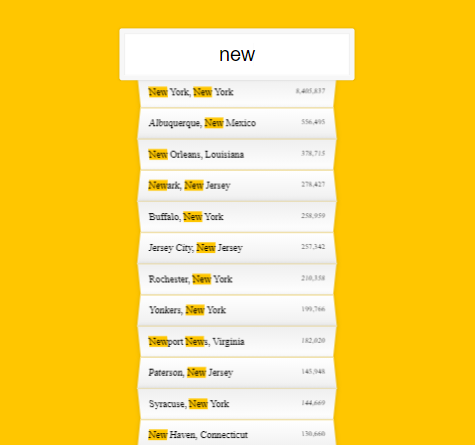 new
New York, New York 8,405,837
Albuquerque, New Mexico 556,495
New Orleans, Louisiana 378,715
Newark, New Jersey 278,427
Buffalo, New York 258,959
Jersey City, New Jersey 257,342
Rochester, New York 210,358
Yonkers, New York 199,766
Newport News, Virginia 182,020
Paterson, New Jersey 145,948
Syracuse, New York 144,669
New Haven, Connecticut 130,660